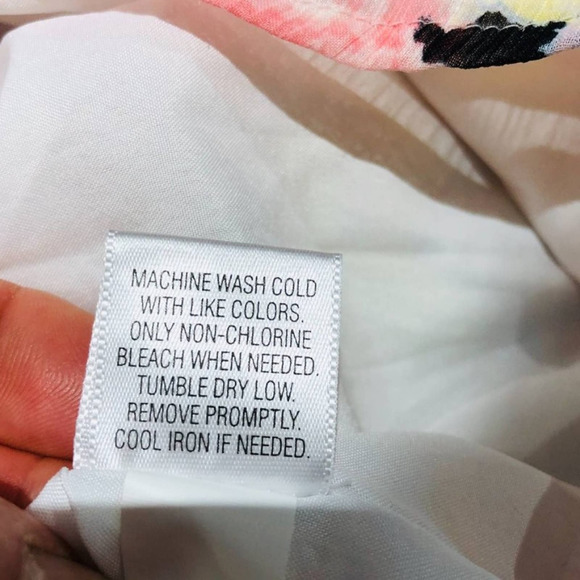 MACHINE WASH COLD
WITH LIKE COLORS.
ONLY NON-CHLORINE
BLEACH WHEN NEEDED.
TUMBLE DRY LOW.
REMOVE PROMPTLY.
COOL IRON IF NEEDED.